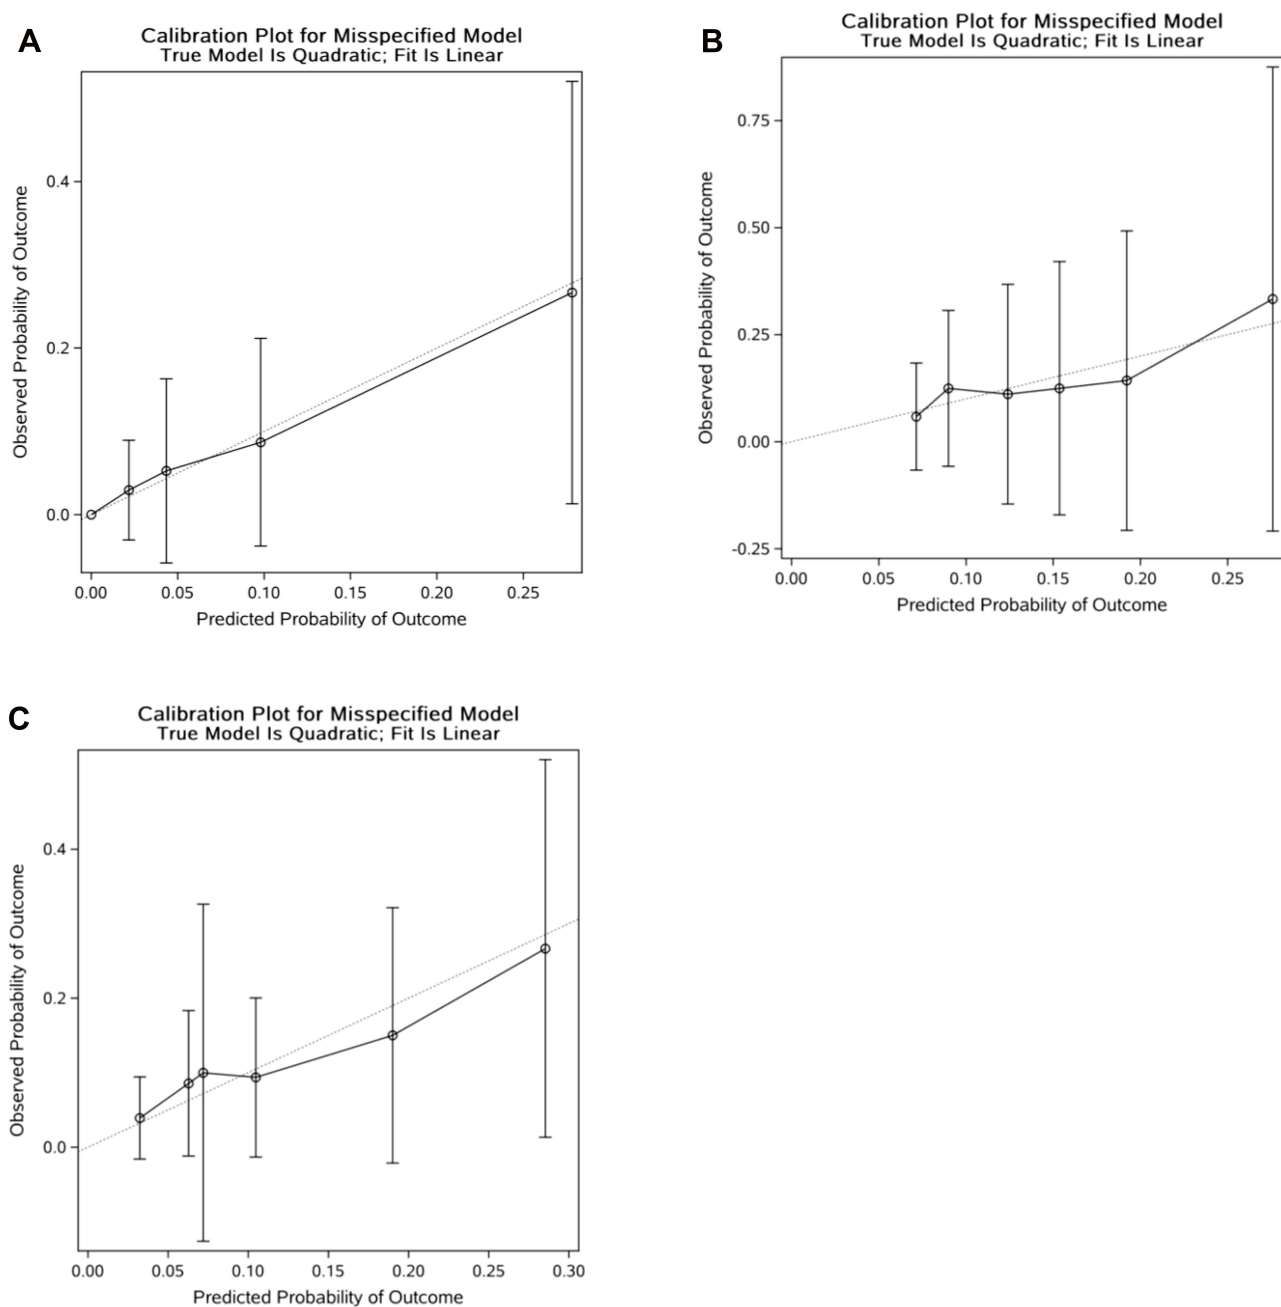 A
Calibration Plot for Misspecified Model
True Model Is Quadratic; Fit Is Linear
Observed Probability of Outcome
0.4
0.2
0.0
0.00 0.05 0.10 0.15 0.20 0.25
Predicted Probability of Outcome
B
Calibration Plot for Misspecified Model
True Model Is Quadratic; Fit Is Linear
Observed Probability of Outcome
0.75
0.50
0.25
0.00
-0.25
0.00 0.05 0.10 0.15 0.20 0.25
Predicted Probability of Outcome
C
Calibration Plot for Misspecified Model
True Model Is Quadratic; Fit Is Linear
Observed Probability of Outcome
0.4
0.2
0.0
0.00 0.05 0.10 0.15 0.20 0.25 0.30
Predicted Probability of Outcome